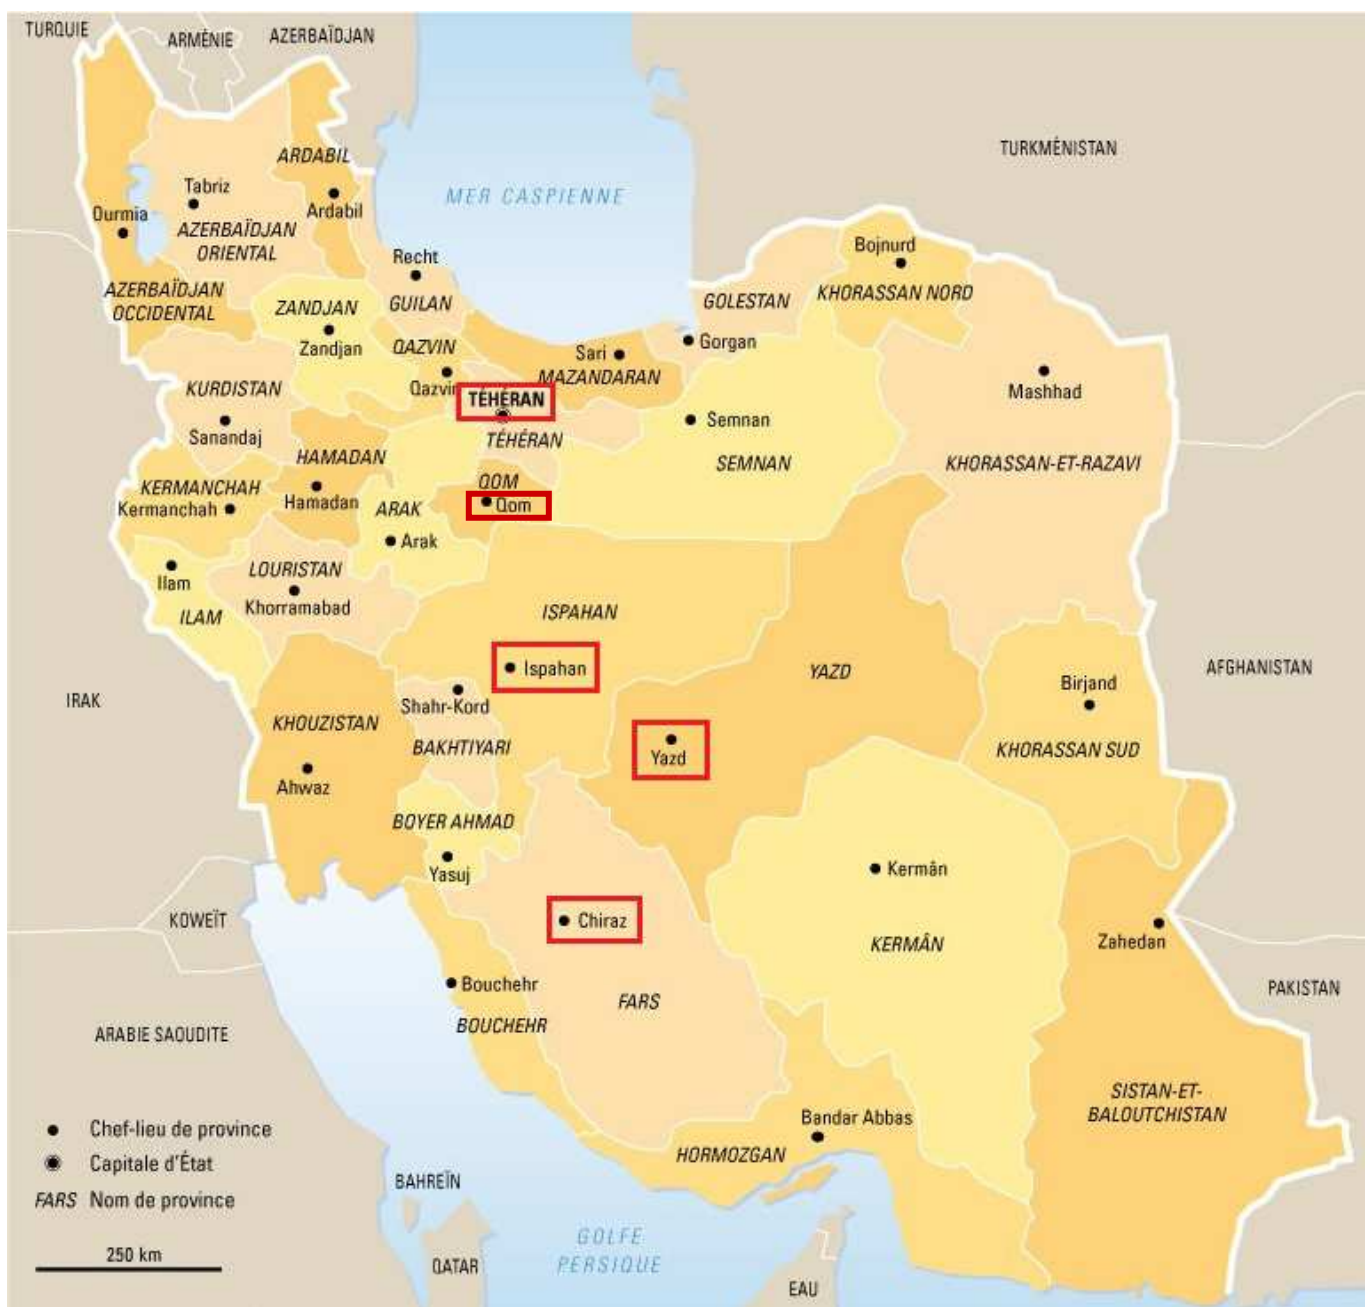 TURQUIE
ARMÉNIE
AZERBAÏDJAN
TURKMÉNISTAN
MER CASPIENNE
ARDABIL
Ardabil
Tabriz
Ourmia
AZERBAÏDJAN
ORIENTAL
AZERBAÏDJAN
OCCIDENTAL
Recht
GUILAN
ZANDJAN
Zandjan
QAZVIN
Qazvin
Bojnurd
KHORASSAN NORD
GOLESTAN
Gorgan
Sari
MAZANDARAN
TÉHÉRAN
TÉHÉRAN
Mashhad
KHORASSAN-ET-RAZAVI
Semnan
SEMNAN
KURDISTAN
Sanandaj
HAMADAN
Hamadan
KERMANCHAH
Kermanchah
QOM
Qom
ARAK
Arak
Ilam
ILAM
LOURISTAN
Khorramabad
ISPAHAN
Ispahan
YAZD
Yazd
AFGHANISTAN
Birjand
KHORASSAN SUD
IRAK
Shahr-Kord
BAKHTIYARI
KHOUZISTAN
Ahwaz
BOYER AHMAD
Yasuj
Kermân
KERMÂN
Chiraz
FARS
KOWEÏT
Zahedan
PAKISTAN
Bouchehr
BOUCHEHR
ARABIE SAOUDITE
SISTAN-ET-
BALOUTCHISTAN
Bandar Abbas
HORMOZGAN
Chef-lieu de province
Capitale d'État
FARS Nom de province
250 km
BAHREÏN
QATAR
GOLFE
PERSIQUE
EAU